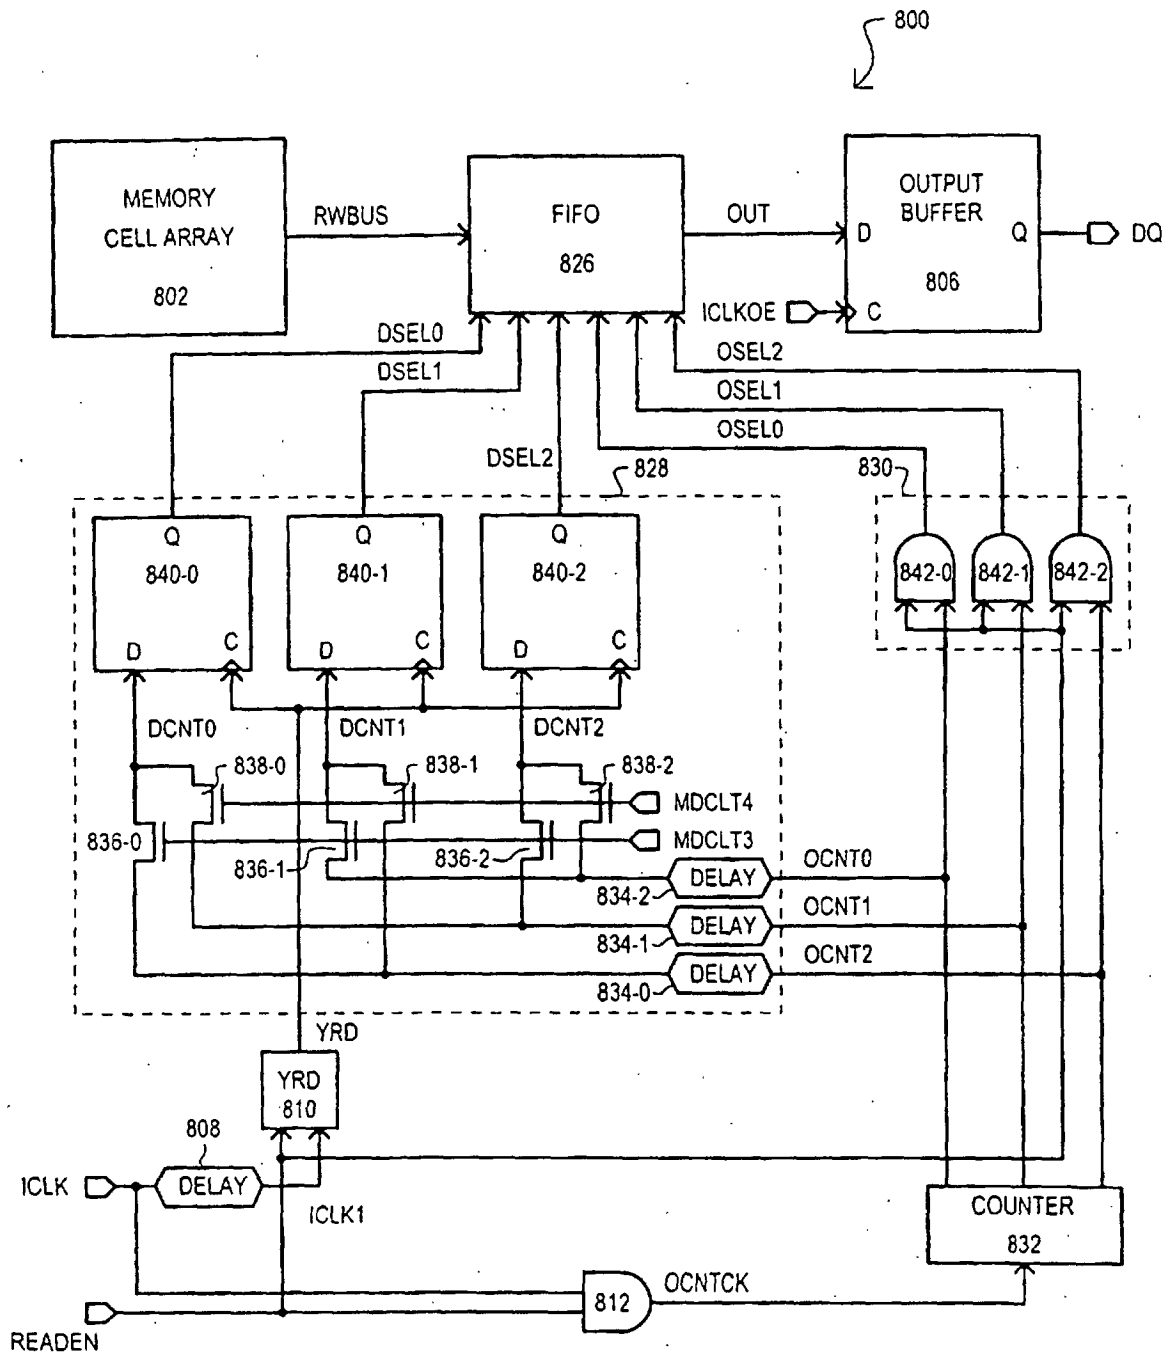 800
MEMORY
CELL ARRAY
802
RWBUS
FIFO
826
OUT
OUTPUT
BUFFER
D
Q
806
C
DQ
ICLKOE
DSEL0
DSEL1
DSEL2
OSEL2
OSEL1
OSEL0
828
830
Q
840-0
D
C
Q
840-1
D
C
Q
840-2
D
C
842-0
842-1
842-2
DCNT0
DCNT1
DCNT2
838-0
838-1
838-2
MDCLT4
836-0
836-1
836-2
MDCLT3
DELAY
834-2
OCNT0
DELAY
834-1
OCNT1
DELAY
834-0
OCNT2
YRD
YRD
810
808
ICLK
DELAY
ICLK1
COUNTER
832
812
OCNTCK
READEN